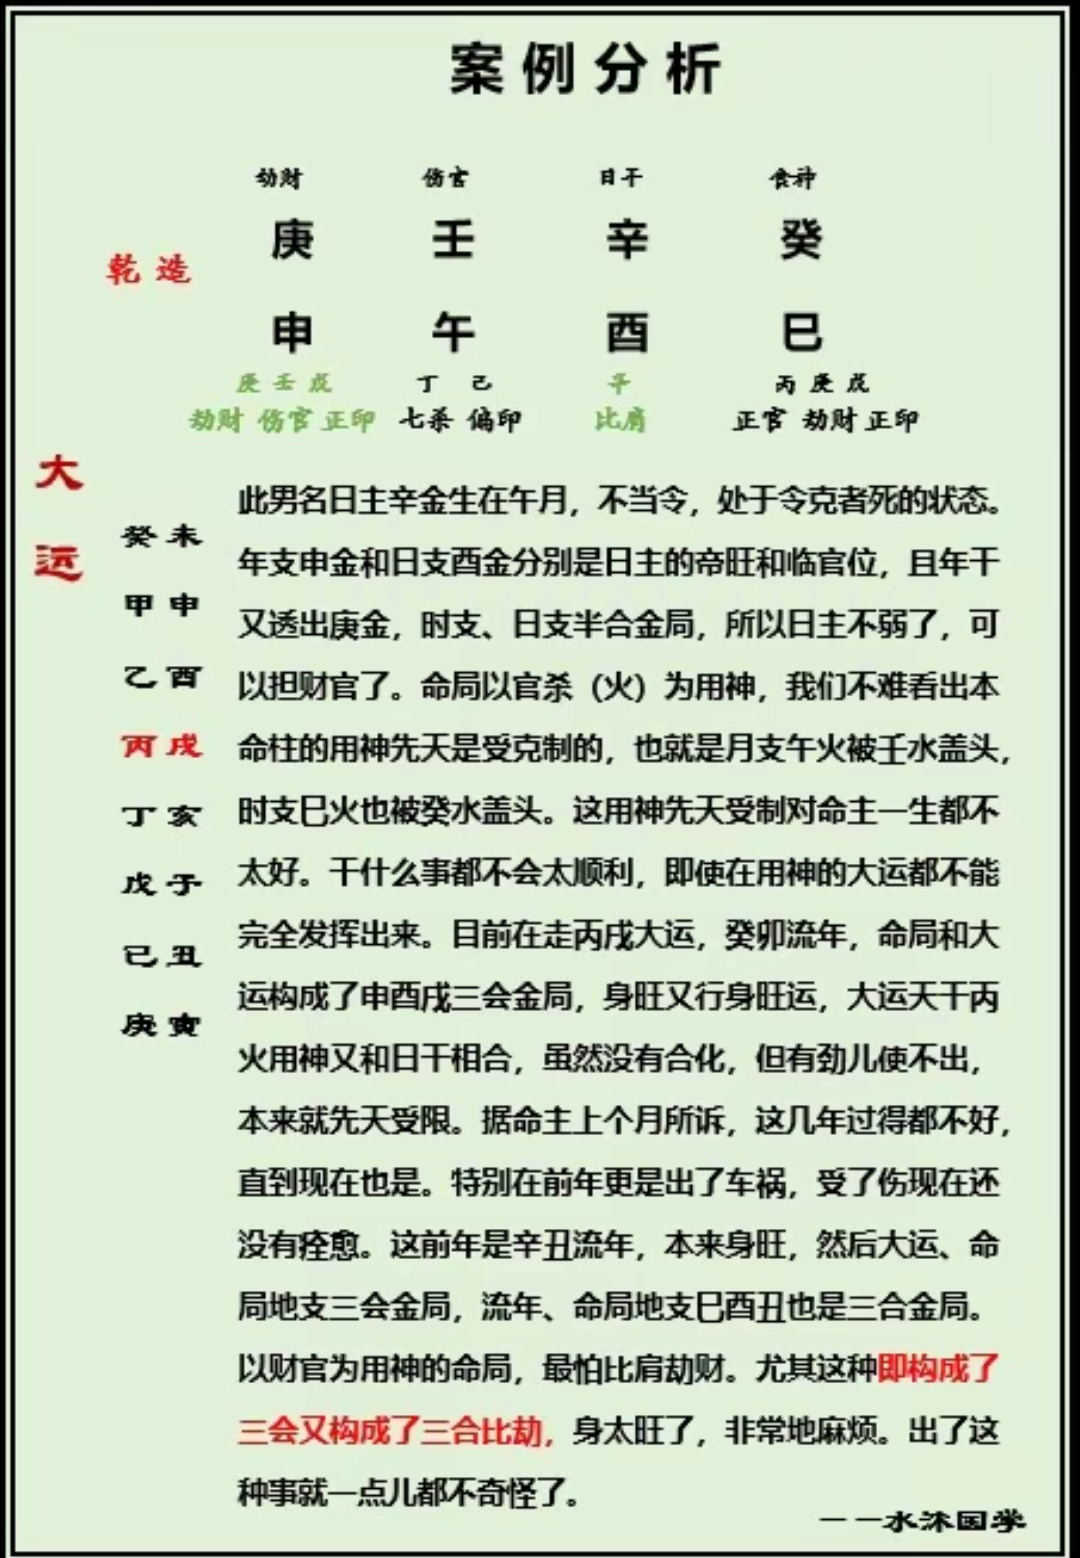 案例分析
劫财 伤官 日干 食神
庚 壬 辛 癸
乾造
申 午 酉 巳
庚 壬 戊 丁 己 辛 丙 庚 戊
劫财 伤官 正印 七杀 偏印 比肩 正官 劫财 正印
大运
癸未
甲申
乙酉
丙戌
丁亥
戊子
己丑
庚寅
此男名日主辛金生在午月，不当令，处于令克者死的状态。
年支申金和日支酉金分别是日主的帝旺和临官位，且年干
又透出庚金，时支、日支半合金局，所以日主不弱了，可
以担财官了。命局以官杀（火）为用神，我们不难看出本
命柱的用神先天是受克制的，也就是月支午火被壬水盖头，
时支巳火也被癸水盖头。这用神先天受制对命主一生都不
太好。干什么事都不会太顺利，即使在用神的大运都不能
完全发挥出来。目前在走丙戌大运，癸卯流年，命局和大
运构成了申酉戌三会金局，身旺又行身旺运，大运天干丙
火用神又和日干相合，虽然没有合化，但有劲儿使不出，
本来就先天受限。据命主上个月所诉，这几年过得都不好，
直到现在也是。特别在前年更是出了车祸，受了伤现在还
没有痊愈。这前年是辛丑流年，本来身旺，然后大运、命
局地支三会金局，流年、命局地支巳酉丑也是三合金局。
以财官为用神的命局，最怕比肩劫财。尤其这种即构成了
三会又构成了三合比劫，身太旺了，非常地麻烦。出了这
种事就一点儿都不奇怪了。
——水沐国学